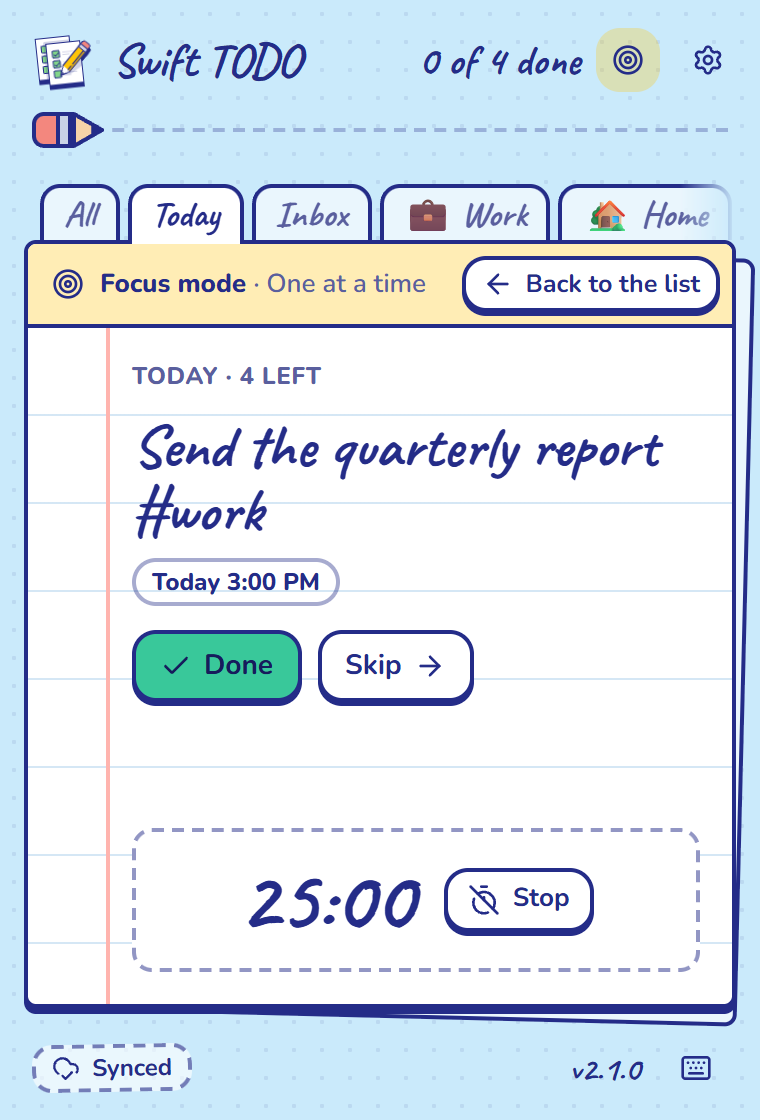 Swift TODO
0 of 4 done
All
Today
Inbox
Work
Home
Focus mode · One at a time
Back to the list
TODAY · 4 LEFT
Send the quarterly report
#work
Today 3:00 PM
Done
Skip
25:00
Stop
Synced
v2.1.0